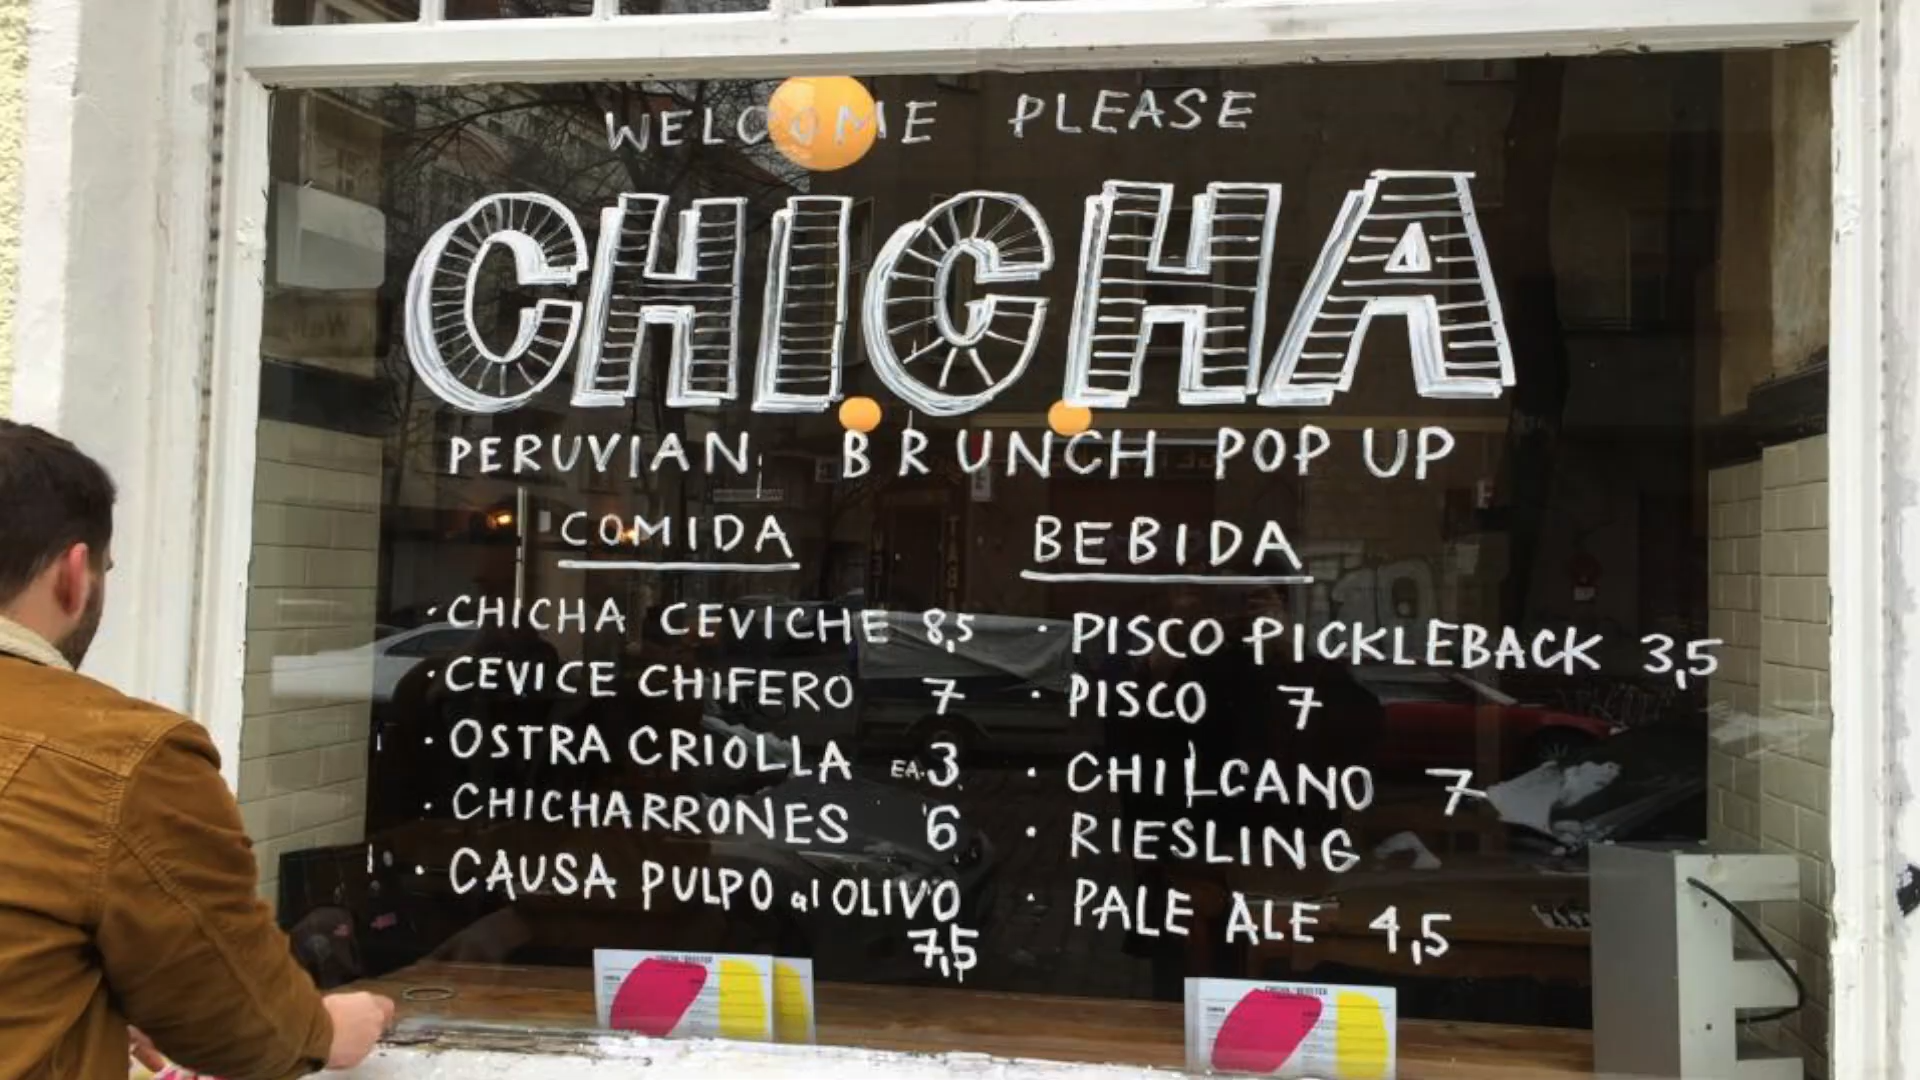 WELCOME PLEASE
CHICHA
PERUVIAN BRUNCH POP UP
COMIDA
· CHICHA CEVICHE 8,5
· CEVICE CHIFERO 7
· OSTRA CRIOLLA EA. 3
· CHICHARRONES 6
· CAUSA PULPO al OLIVO
7,5
BEBIDA
· PISCO PICKLEBACK 3,5
· PISCO 7
· CHILCANO 7
· RIESLING
· PALE ALE 4,5